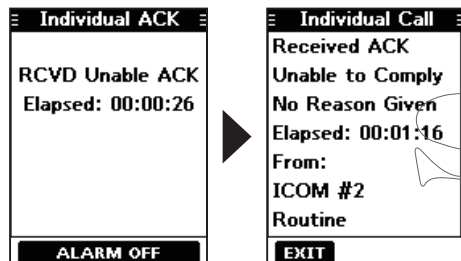 Individual ACK
RCVD Unable ACK
Elapsed: 00:00:26
ALARM OFF
Individual Call
Received ACK
Unable to Comply
No Reason Given
Elapsed: 00:01:16
From:
ICOM #2
Routine
EXIT